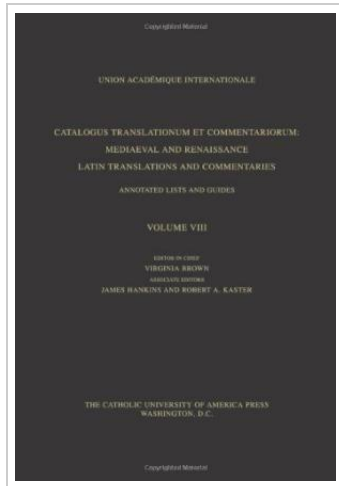 Copyrighted Material
UNION ACADÉMIQUE INTERNATIONALE
CATALOGUS TRANSLATIONUM ET COMMENTARIORUM:
MEDIAEVAL AND RENAISSANCE
LATIN TRANSLATIONS AND COMMENTARIES
ANNOTATED LISTS AND GUIDES
VOLUME VIII
EDITOR IN CHIEF
VIRGINIA BROWN
ASSOCIATE EDITORS
JAMES HANKINS AND ROBERT A. KASTER
THE CATHOLIC UNIVERSITY OF AMERICA PRESS
WASHINGTON, D.C.
Copyrighted Material